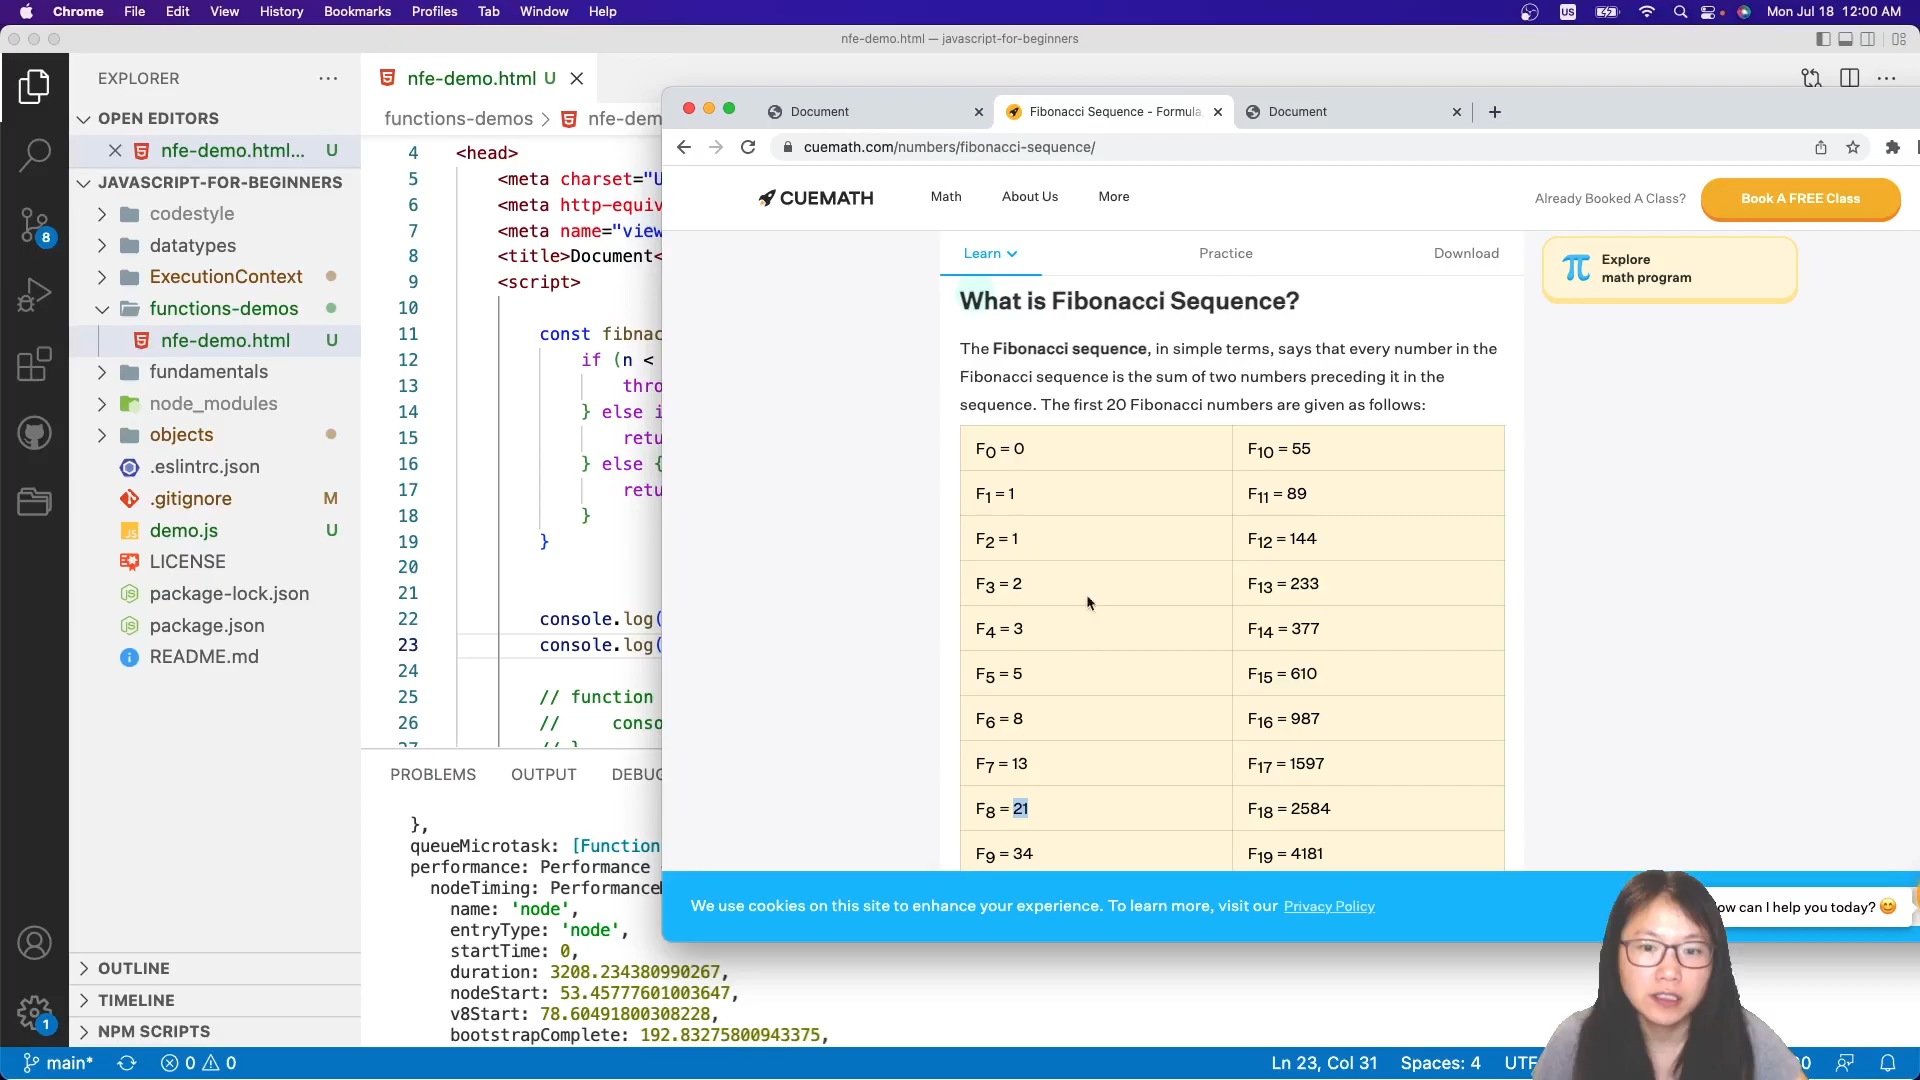 Chrome File Edit View History Bookmarks Profiles Tab Window Help
US
Mon Jul 18 12:00 AM
nfe-demo.html — javascript-for-beginners
EXPLORER
OPEN EDITORS
nfe-demo.html... U
JAVASCRIPT-FOR-BEGINNERS
codestyle
datatypes
ExecutionContext
functions-demos
nfe-demo.html U
fundamentals
node_modules
objects
.eslintrc.json
.gitignore M
demo.js U
LICENSE
package-lock.json
package.json
README.md
OUTLINE
TIMELINE
NPM SCRIPTS
8
1
nfe-demo.html U
functions-demos > nfe-dem
4 <head>
5 <meta charset="U
6 <meta http-equiv
7 <meta name="view
8 <title>Document<
9 <script>
10
11 const fibnac
12 if (n <
13 thro
14 } else i
15 retu
16 } else {
17 retu
18 }
19 }
20
21
22 console.log(
23 console.log(
24
25 // function
26 // conso
27 // }
PROBLEMS OUTPUT DEBUG
},
queueMicrotask: [Function
performance: Performance
nodeTiming: Performance
name: 'node',
entryType: 'node',
startTime: 0,
duration: 3208.234380990267,
nodeStart: 53.45777601003647,
v8Start: 78.60491800308228,
bootstrapComplete: 192.83275800943375,
main* 0 0
Ln 23, Col 31 Spaces: 4 UTF
Document
Fibonacci Sequence - Formula
Document
cuemath.com/numbers/fibonacci-sequence/
CUEMATH
Math About Us More
Already Booked A Class?
Book A FREE Class
Learn Practice Download
Explore
math program
What is Fibonacci Sequence?
The Fibonacci sequence, in simple terms, says that every number in the
Fibonacci sequence is the sum of two numbers preceding it in the
sequence. The first 20 Fibonacci numbers are given as follows:
F0 = 0 F10 = 55
F1 = 1 F11 = 89
F2 = 1 F12 = 144
F3 = 2 F13 = 233
F4 = 3 F14 = 377
F5 = 5 F15 = 610
F6 = 8 F16 = 987
F7 = 13 F17 = 1597
F8 = 21 F18 = 2584
F9 = 34 F19 = 4181
We use cookies on this site to enhance your experience. To learn more, visit our Privacy Policy
ow can I help you today? 😊